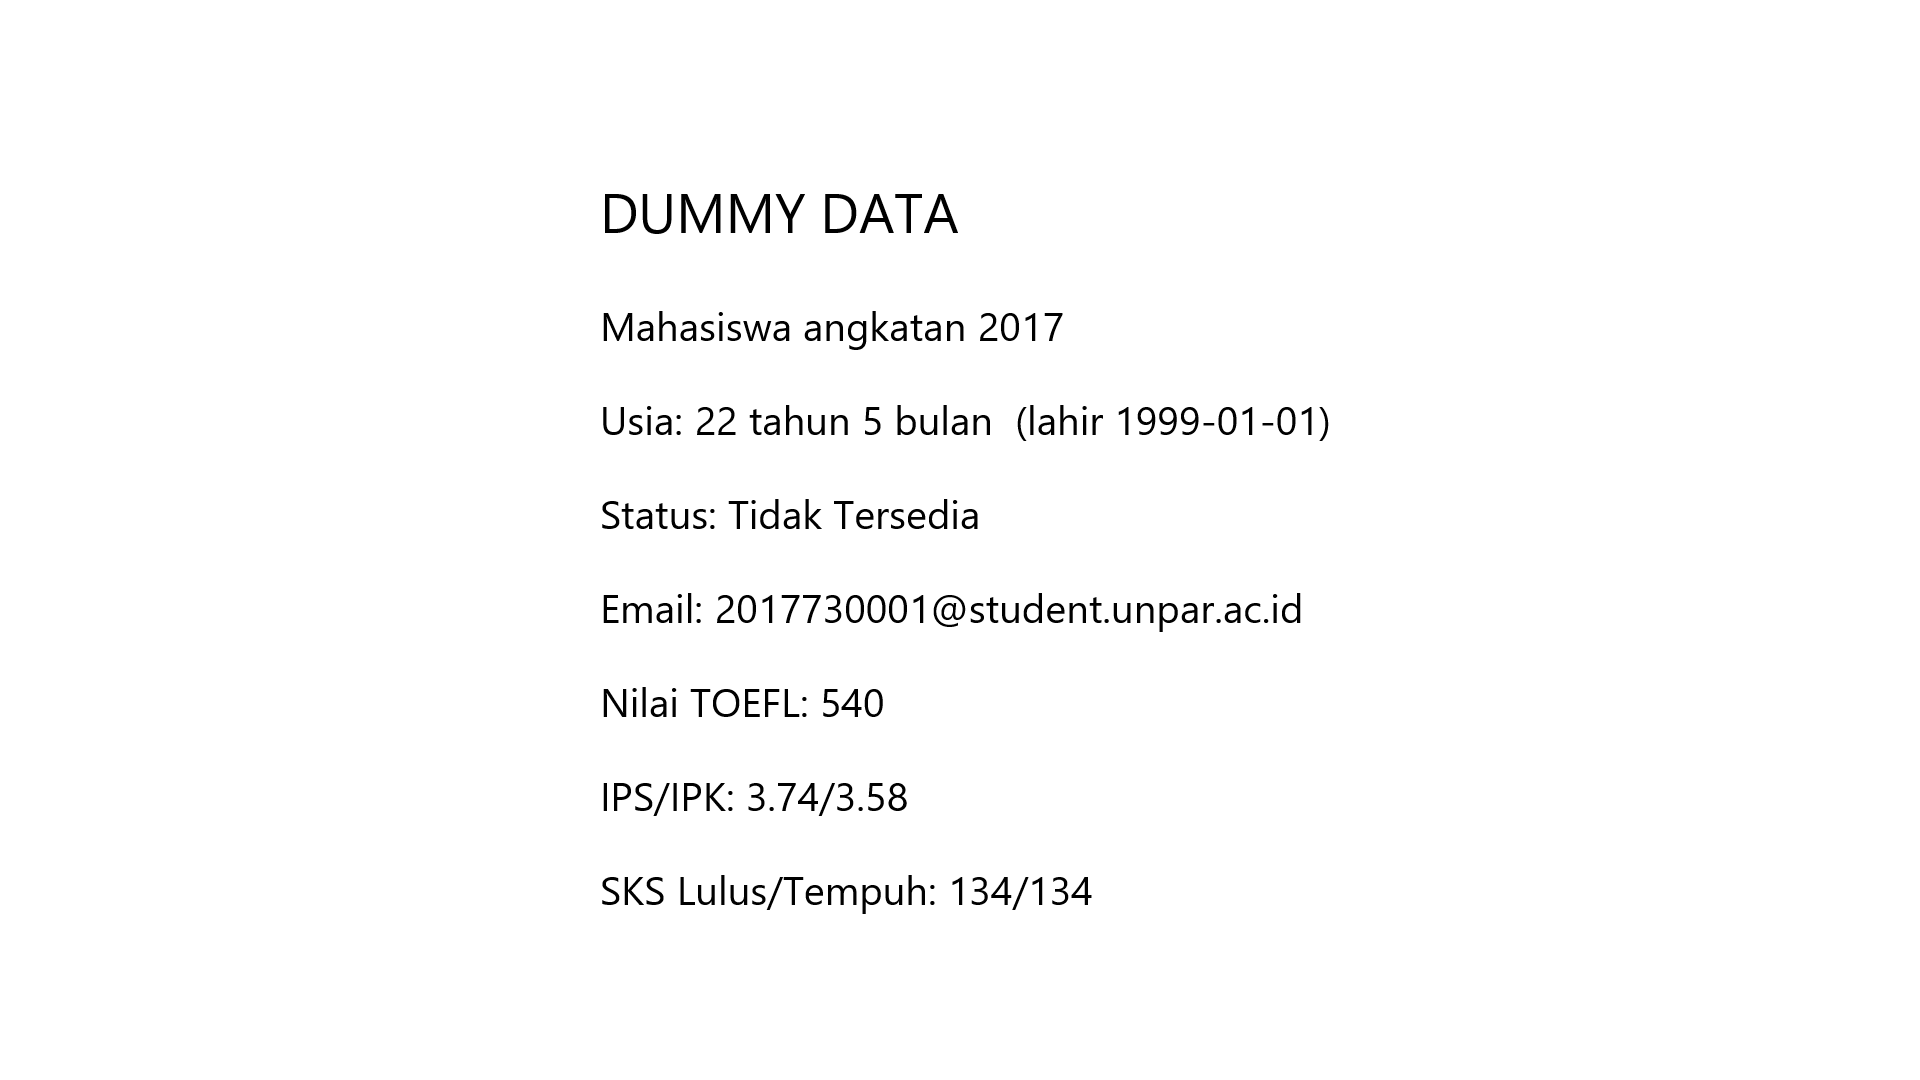 DUMMY DATA
Mahasiswa angkatan 2017
Usia: 22 tahun 5 bulan  (lahir 1999-01-01)
Status: Tidak Tersedia
Email: 2017730001@student.unpar.ac.id
Nilai TOEFL: 540
IPS/IPK: 3.74/3.58
SKS Lulus/Tempuh: 134/134